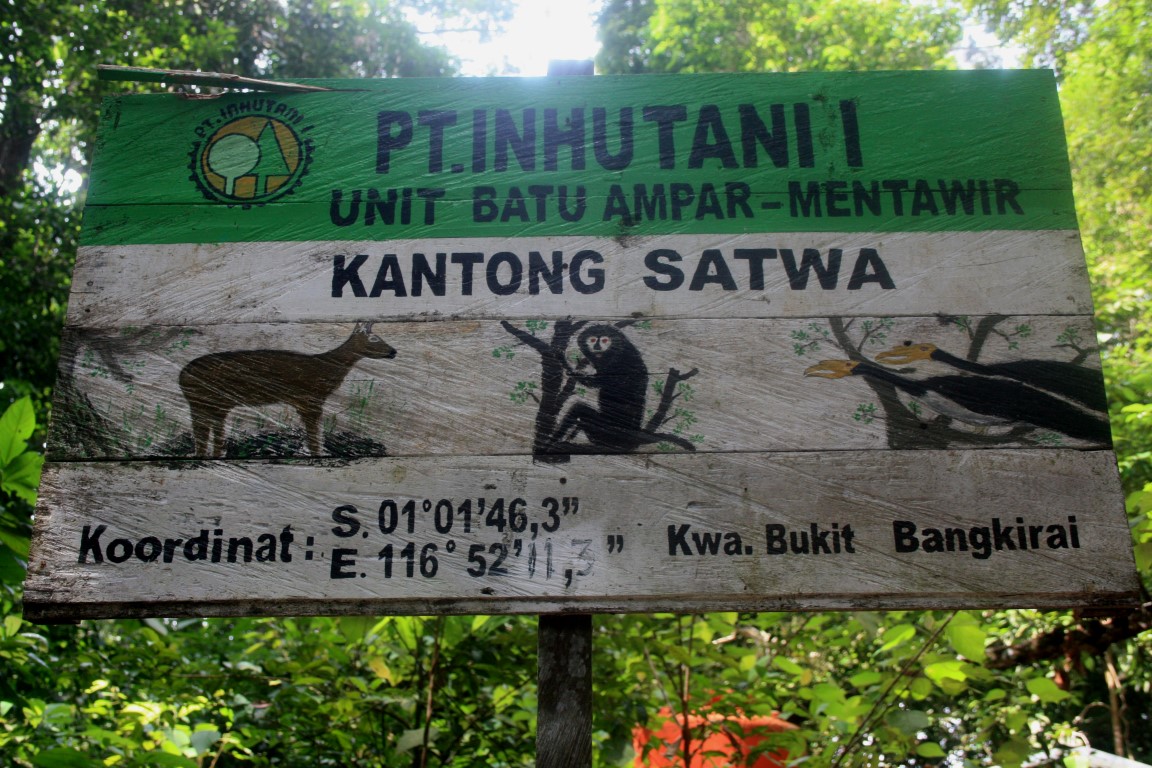 PT.INHUTANI I
PT.INHUTANI I
UNIT BATU AMPAR - MENTAWIR
KANTONG SATWA
Koordinat : S. 01°01'46,3"
E. 116° 52'11,3"
Kwa. Bukit Bangkirai